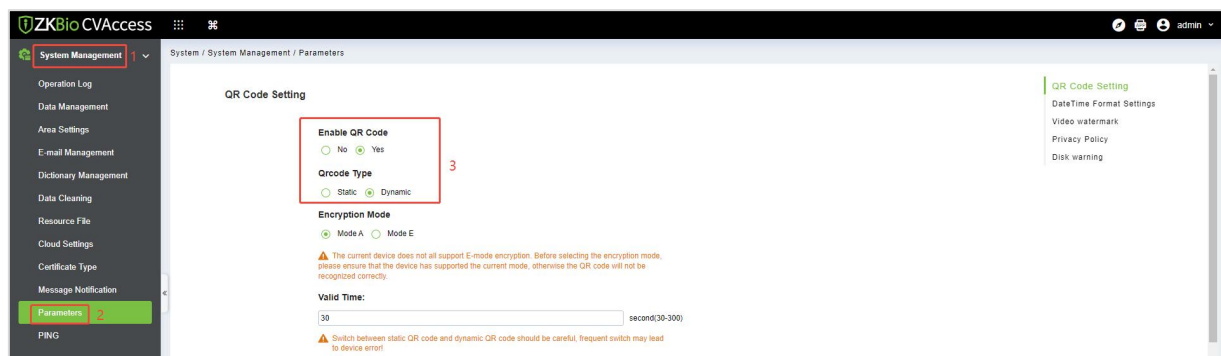 ZKBio CVAccess
admin
System Management 1
Operation Log
Data Management
Area Settings
E-mail Management
Dictionary Management
Data Cleaning
Resource File
Cloud Settings
Certificate Type
Message Notification
Parameters 2
PING
System / System Management / Parameters
QR Code Setting
Enable QR Code
No Yes
Qrcode Type
Static Dynamic
3
Encryption Mode
Mode A Mode E
The current device does not all support E-mode encryption. Before selecting the encryption mode,
please ensure that the device has supported the current mode, otherwise the QR code will not be
recognized correctly.
Valid Time:
30 second(30-300)
Switch between static QR code and dynamic QR code should be careful, frequent switch may lead
to device error!
QR Code Setting
DateTime Format Settings
Video watermark
Privacy Policy
Disk warning